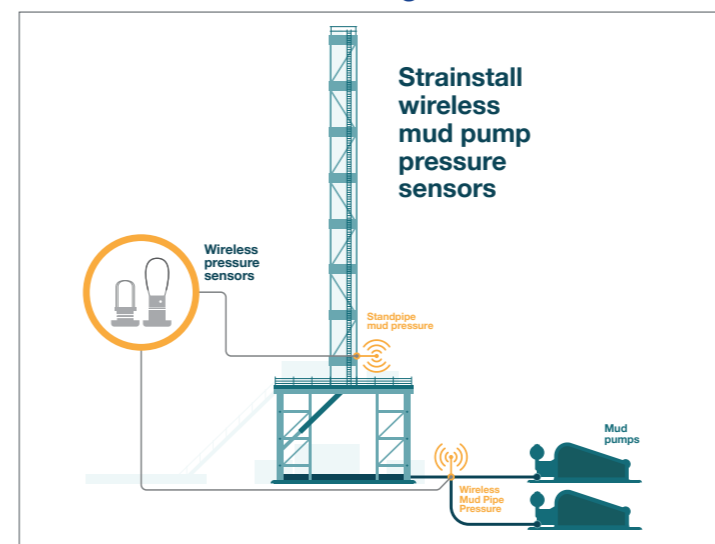 Strainstall
wireless
mud pump
pressure
sensors
Wireless
pressure
sensors
Standpipe
mud pressure
Mud
pumps
Wireless
Mud Pipe
Pressure